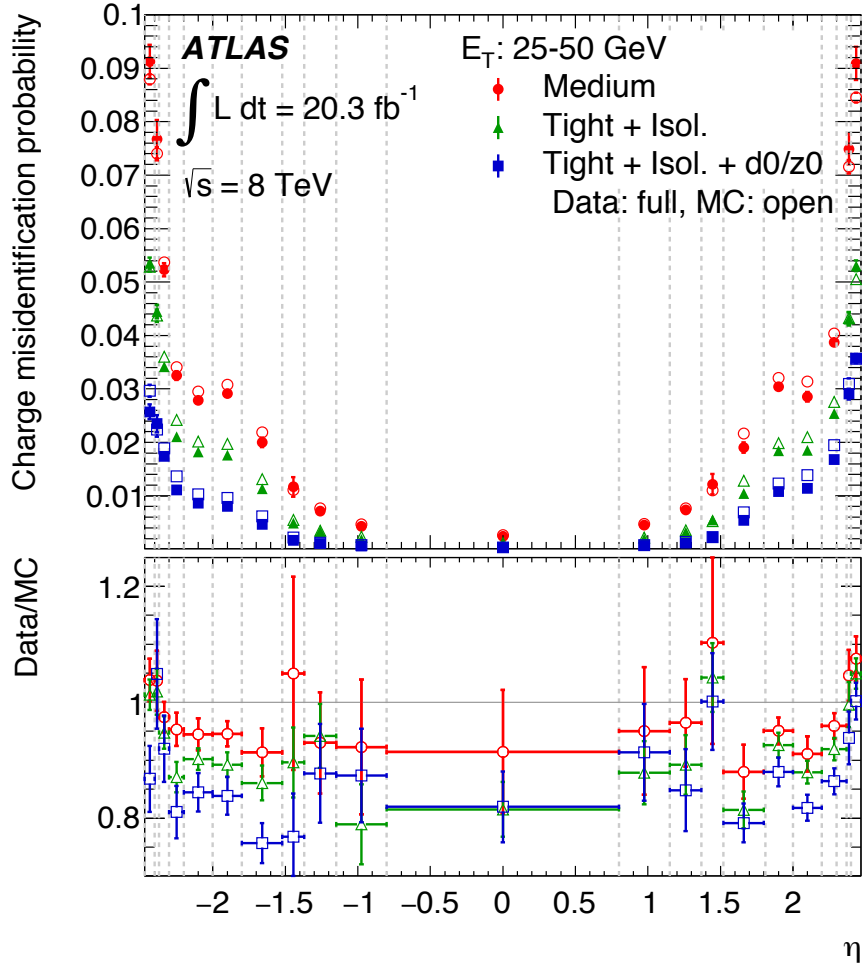 Charge misidentification probability
0.1
0.09
0.08
0.07
0.06
0.05
0.04
0.03
0.02
0.01
ATLAS
∫ L dt = 20.3 fb⁻¹
√s = 8 TeV
E_T: 25-50 GeV
Medium
Tight + Isol.
Tight + Isol. + d0/z0
Data: full, MC: open
Data/MC
1.2
1
0.8
−2 −1.5 −1 −0.5 0 0.5 1 1.5 2
η